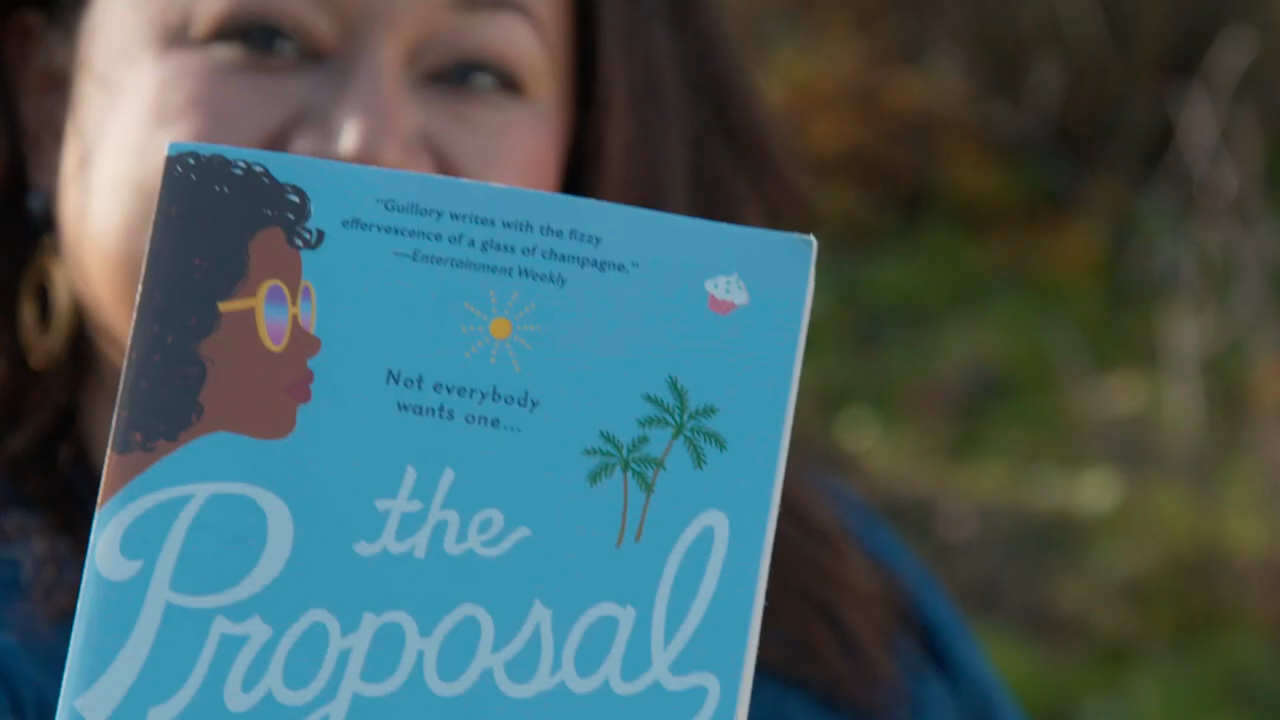 "Guillory writes with the fizzy
effervescence of a glass of champagne."
—Entertainment Weekly
Not everybody
wants one...
the
Proposal